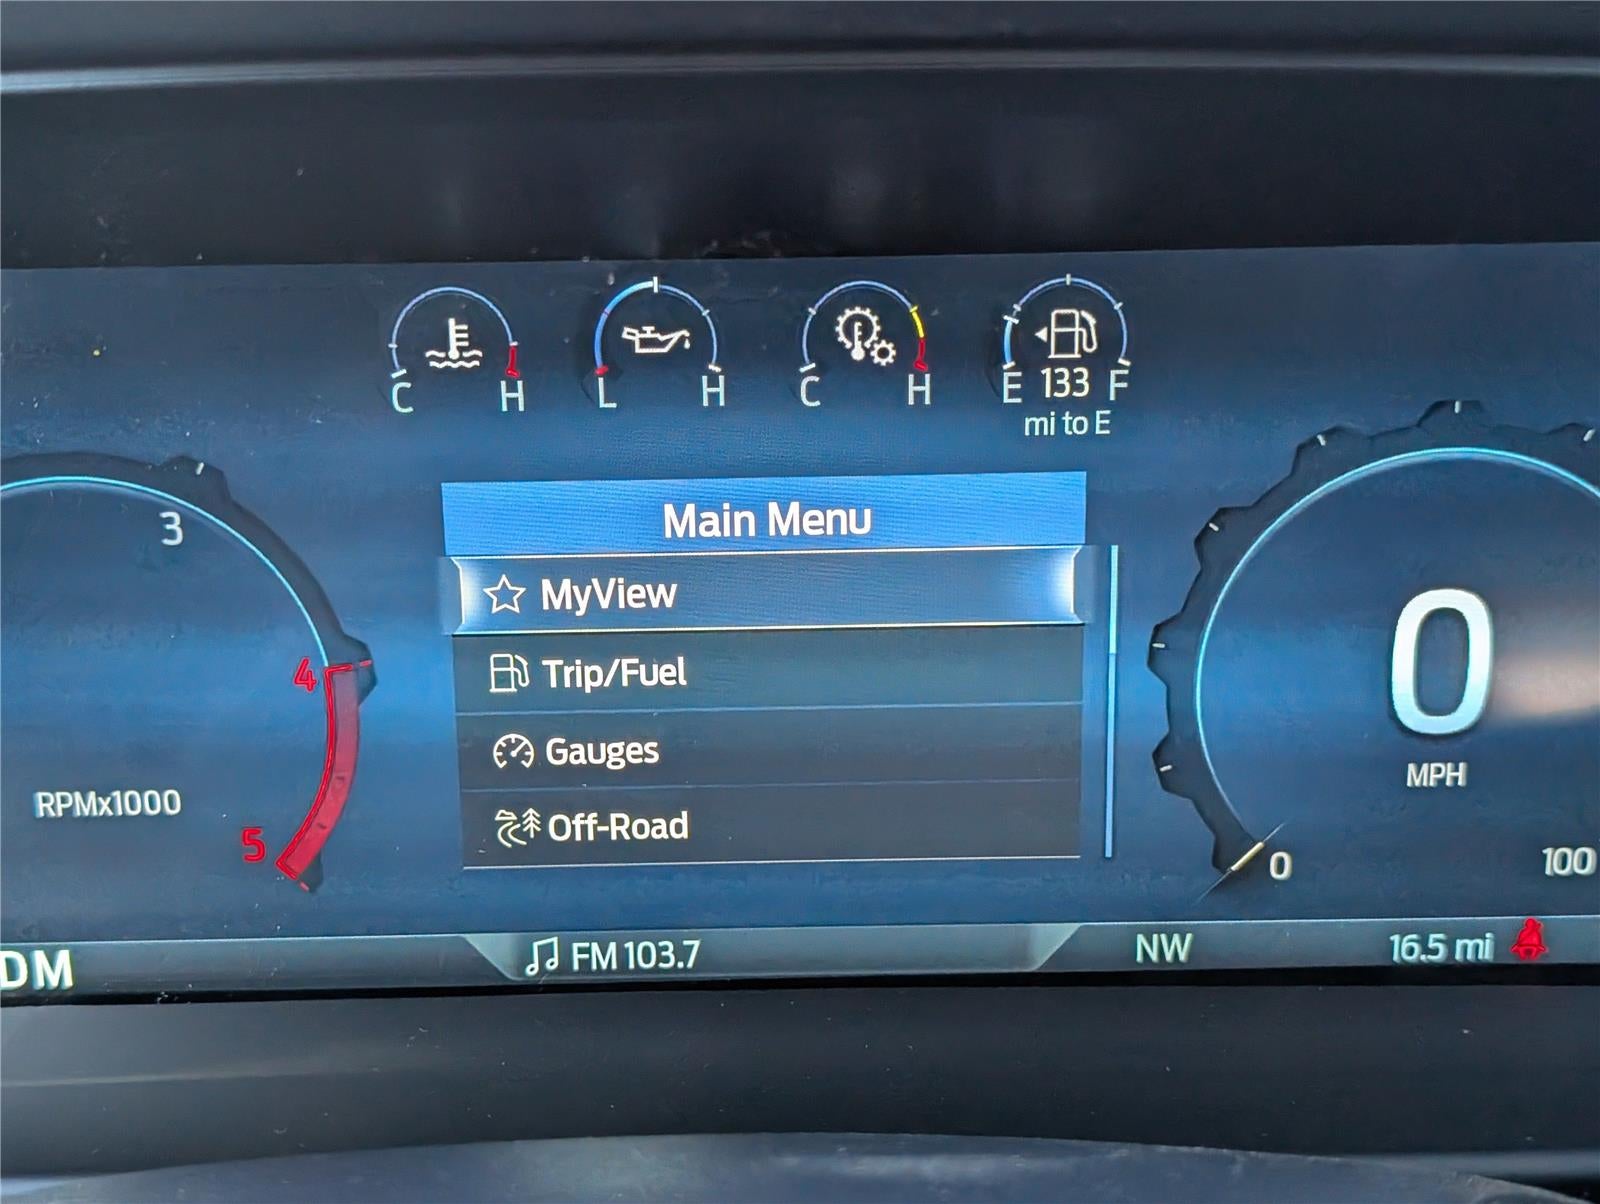 C H
L H
C H
E 133 F
mi to E
Main Menu
MyView
Trip/Fuel
Gauges
Off-Road
3
4
5
RPMx1000
0
MPH
0
100
DM
FM 103.7
NW
16.5 mi